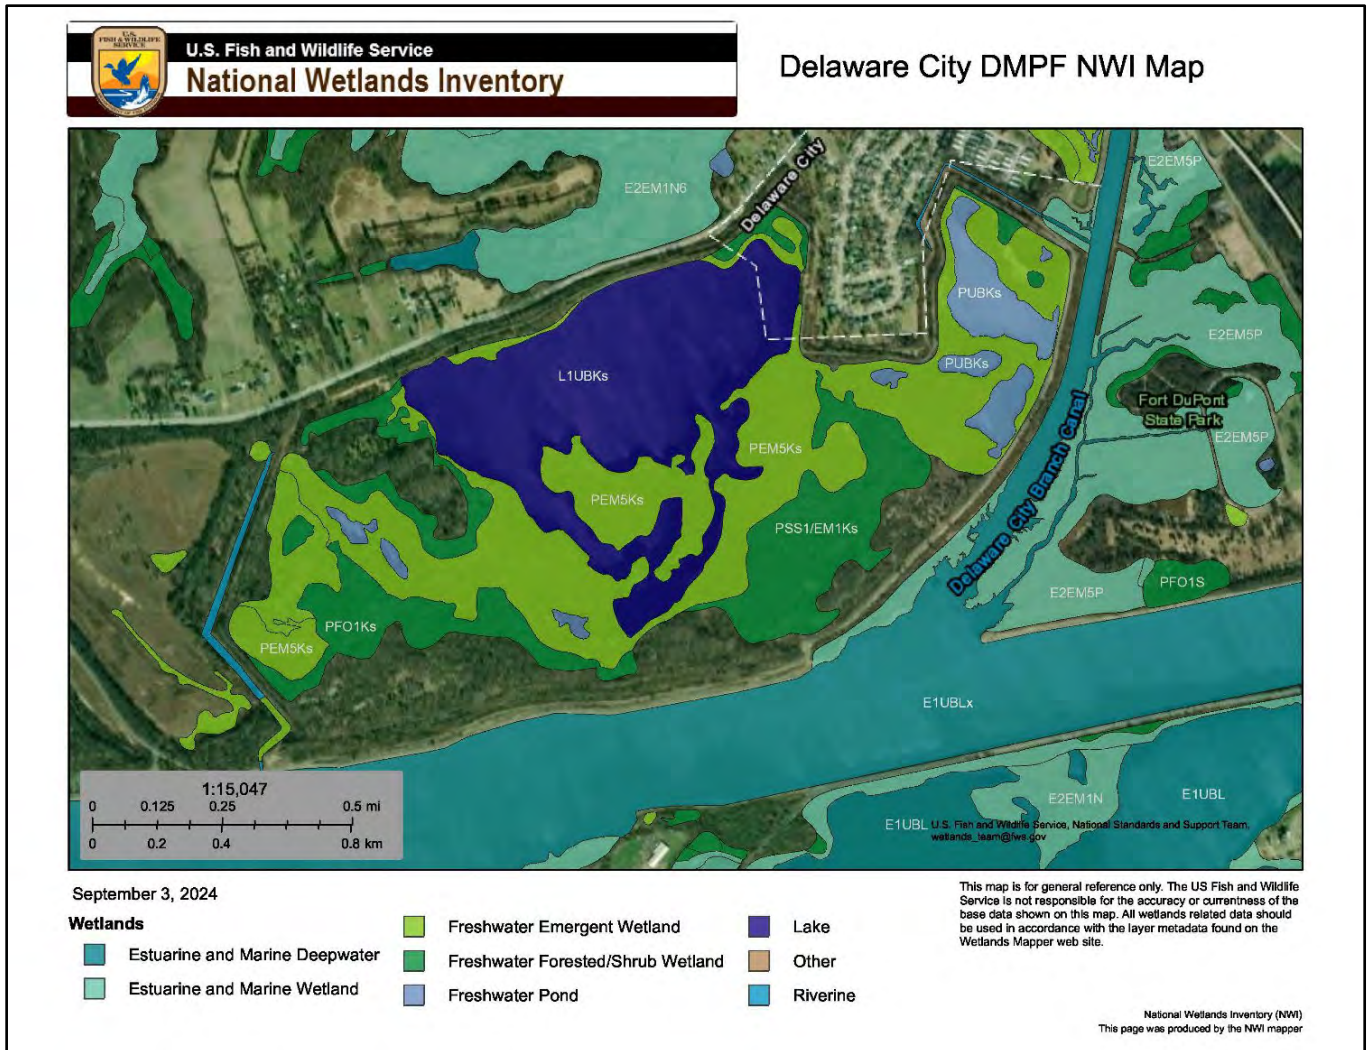 U.S.
FISH & WILDLIFE
SERVICE
U.S. Fish and Wildlife Service
National Wetlands Inventory
Delaware City DMPF NWI Map
E2EM5P
E2EM1N6
Delaware City
PUBKs
E2EM5P
L1UBKs
PUBKs
Fort DuPont
State Park
E2EM5P
PEM5Ks
Delaware City Branch Canal
PEM5Ks
PSS1/EM1Ks
PFO1S
E2EM5P
PFO1Ks
PEM5Ks
E1UBLx
1:15,047
0 0.125 0.25 0.5 mi
0 0.2 0.4 0.8 km
E2EM1N
E1UBL
E1UBL
U.S. Fish and Wildlife Service, National Standards and Support Team,
wetlands_team@fws.gov
September 3, 2024
Wetlands
Estuarine and Marine Deepwater
Estuarine and Marine Wetland
Freshwater Emergent Wetland
Freshwater Forested/Shrub Wetland
Freshwater Pond
Lake
Other
Riverine
This map is for general reference only. The US Fish and Wildlife
Service is not responsible for the accuracy or currentness of the
base data shown on this map. All wetlands related data should
be used in accordance with the layer metadata found on the
Wetlands Mapper web site.
National Wetlands Inventory (NWI)
This page was produced by the NWI mapper